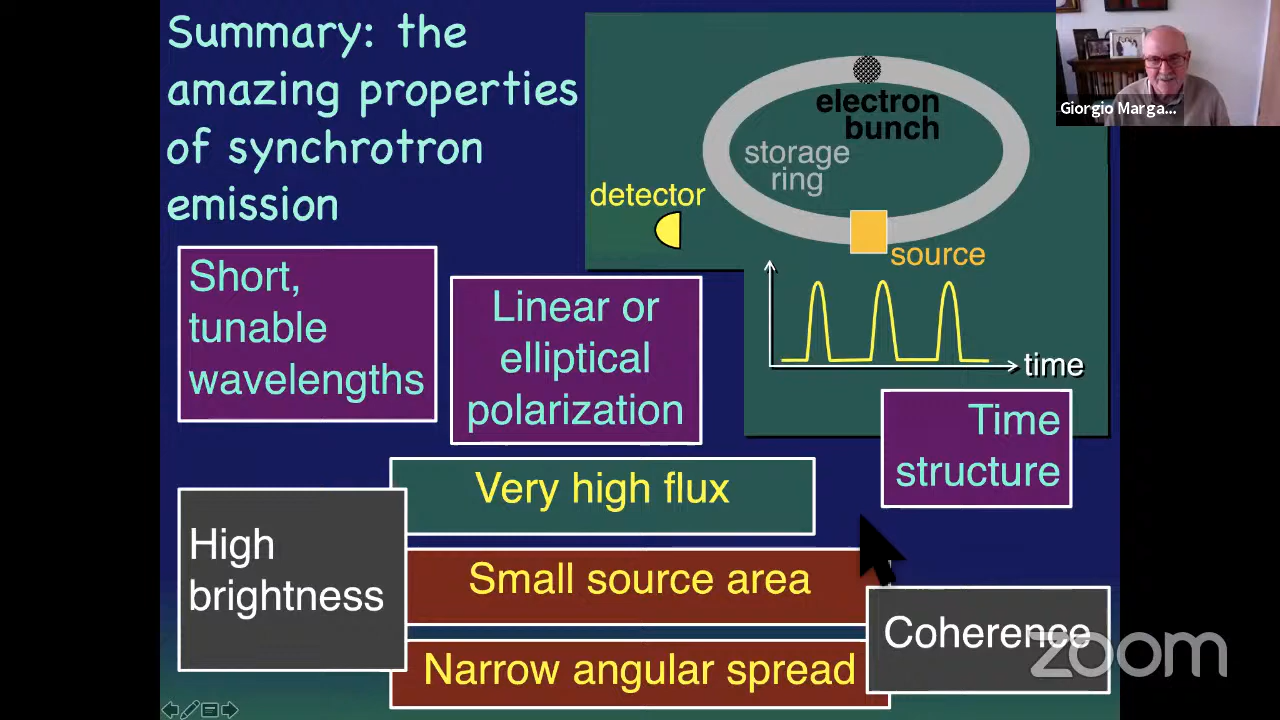 Summary: the
amazing properties
of synchrotron
emission
electron
bunch
storage
ring
detector
source
time
Giorgio Marga...
Short,
tunable
wavelengths
Linear or
elliptical
polarization
Time
structure
Very high flux
High
brightness
Small source area
Narrow angular spread
Coherence
zoom